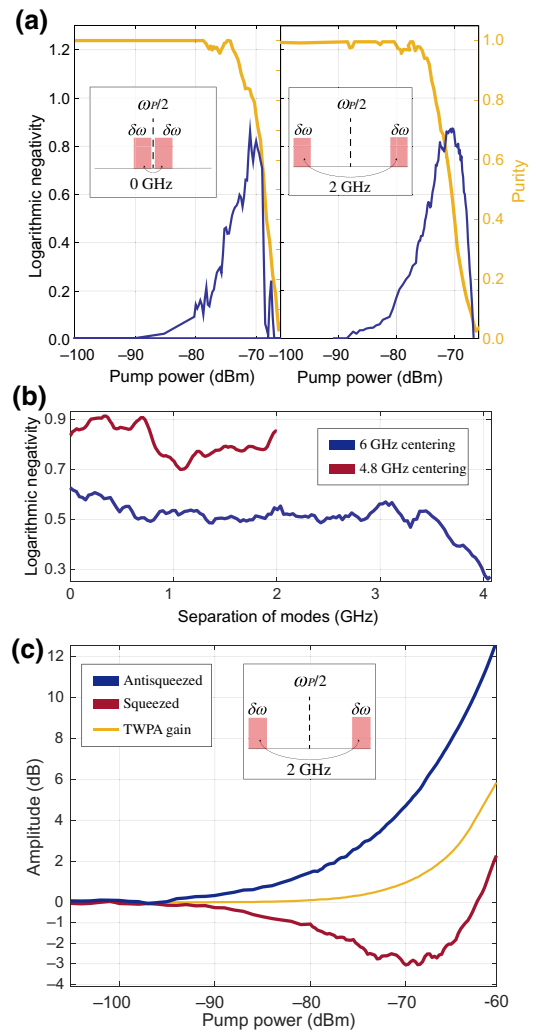 (a)
1.2
1.0
0.8
0.6
0.4
0.2
0.0
Logarithmic negativity
ωP/2
δω δω
0 GHz
−100 −90 −80 −70
Pump power (dBm)
ωP/2
δω δω
2 GHz
−100 −90 −80 −70
Pump power (dBm)
1.0
0.8
0.6
0.4
0.2
0.0
Purity
(b)
0.9
0.7
0.5
0.3
Logarithmic negativity
6 GHz centering
4.8 GHz centering
0 1 2 3 4
Separation of modes (GHz)
(c)
12
10
8
6
4
2
0
−1
−2
−3
−4
Amplitude (dB)
Antisqueezed
Squeezed
TWPA gain
ωP/2
δω δω
2 GHz
−100 −90 −80 −70 -60
Pump power (dBm)